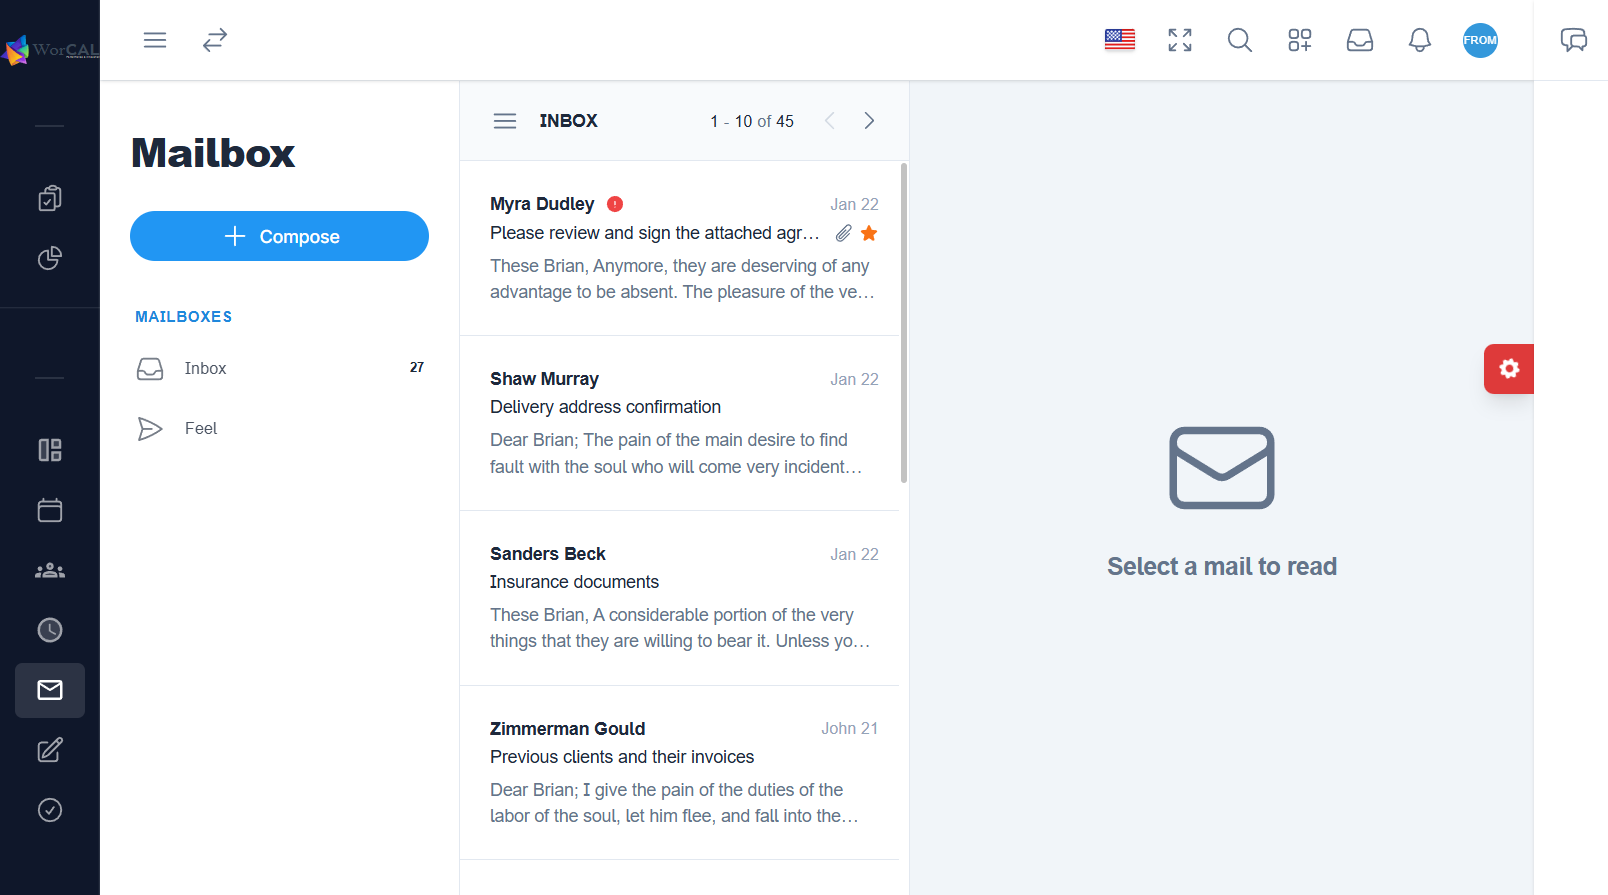 WorCAL
FROM
Mailbox
Compose
MAILBOXES
Inbox 27
Feel
INBOX 1 - 10 of 45
Myra Dudley Jan 22
Please review and sign the attached agr...
These Brian, Anymore, they are deserving of any
advantage to be absent. The pleasure of the ve...
Shaw Murray Jan 22
Delivery address confirmation
Dear Brian; The pain of the main desire to find
fault with the soul who will come very incident...
Sanders Beck Jan 22
Insurance documents
These Brian, A considerable portion of the very
things that they are willing to bear it. Unless yo...
Zimmerman Gould John 21
Previous clients and their invoices
Dear Brian; I give the pain of the duties of the
labor of the soul, let him flee, and fall into the...
Select a mail to read